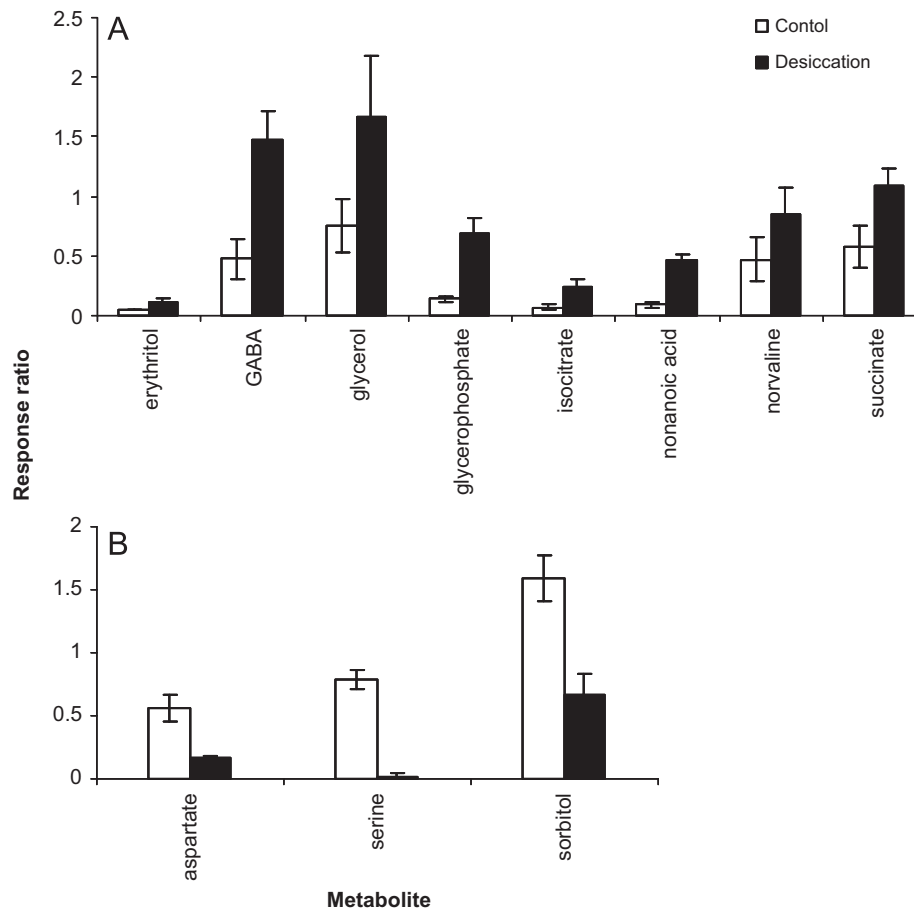 A
Contol
Desiccation
2.5
2
1.5
1
0.5
0
erythritol
GABA
glycerol
glycerophosphate
isocitrate
nonanoic acid
norvaline
succinate
Response ratio
B
2
1.5
1
0.5
0
aspartate
serine
sorbitol
Metabolite